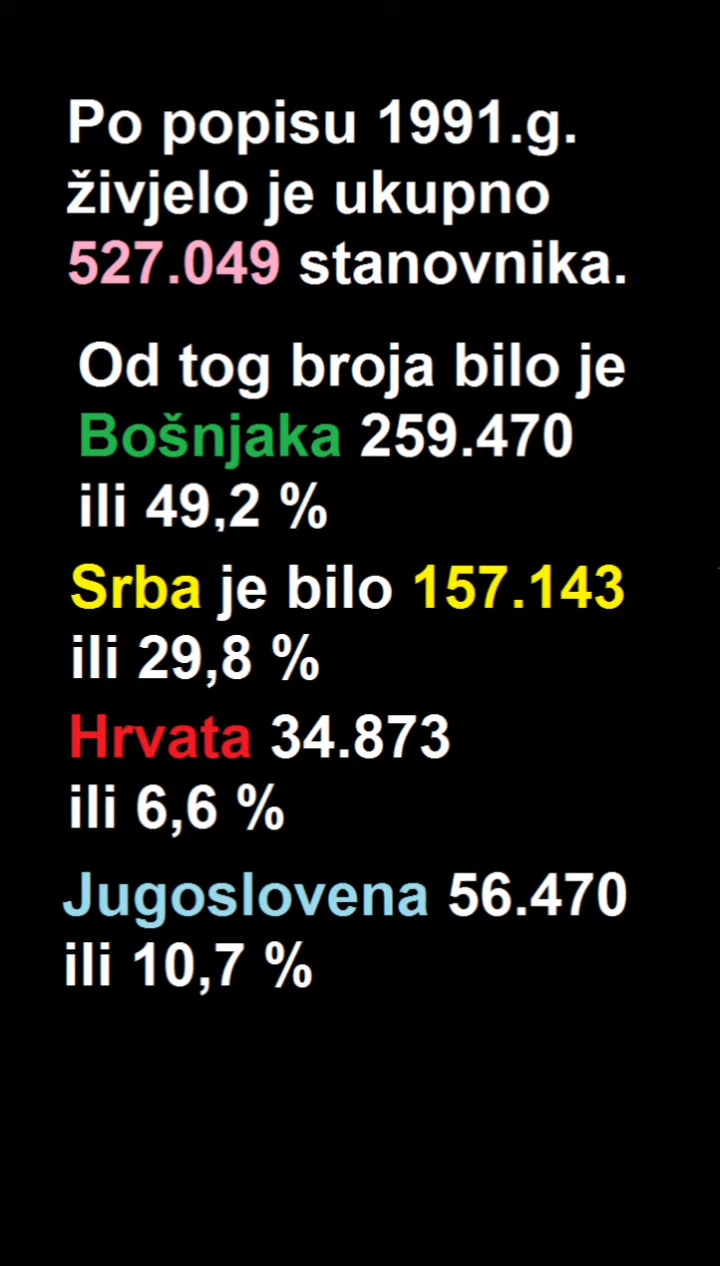 Po popisu 1991.g.
živjelo je ukupno
527.049 stanovnika.
Od tog broja bilo je
Bošnjaka 259.470
ili 49,2 %
Srba je bilo 157.143
ili 29,8 %
Hrvata 34.873
ili 6,6 %
Jugoslovena 56.470
ili 10,7 %